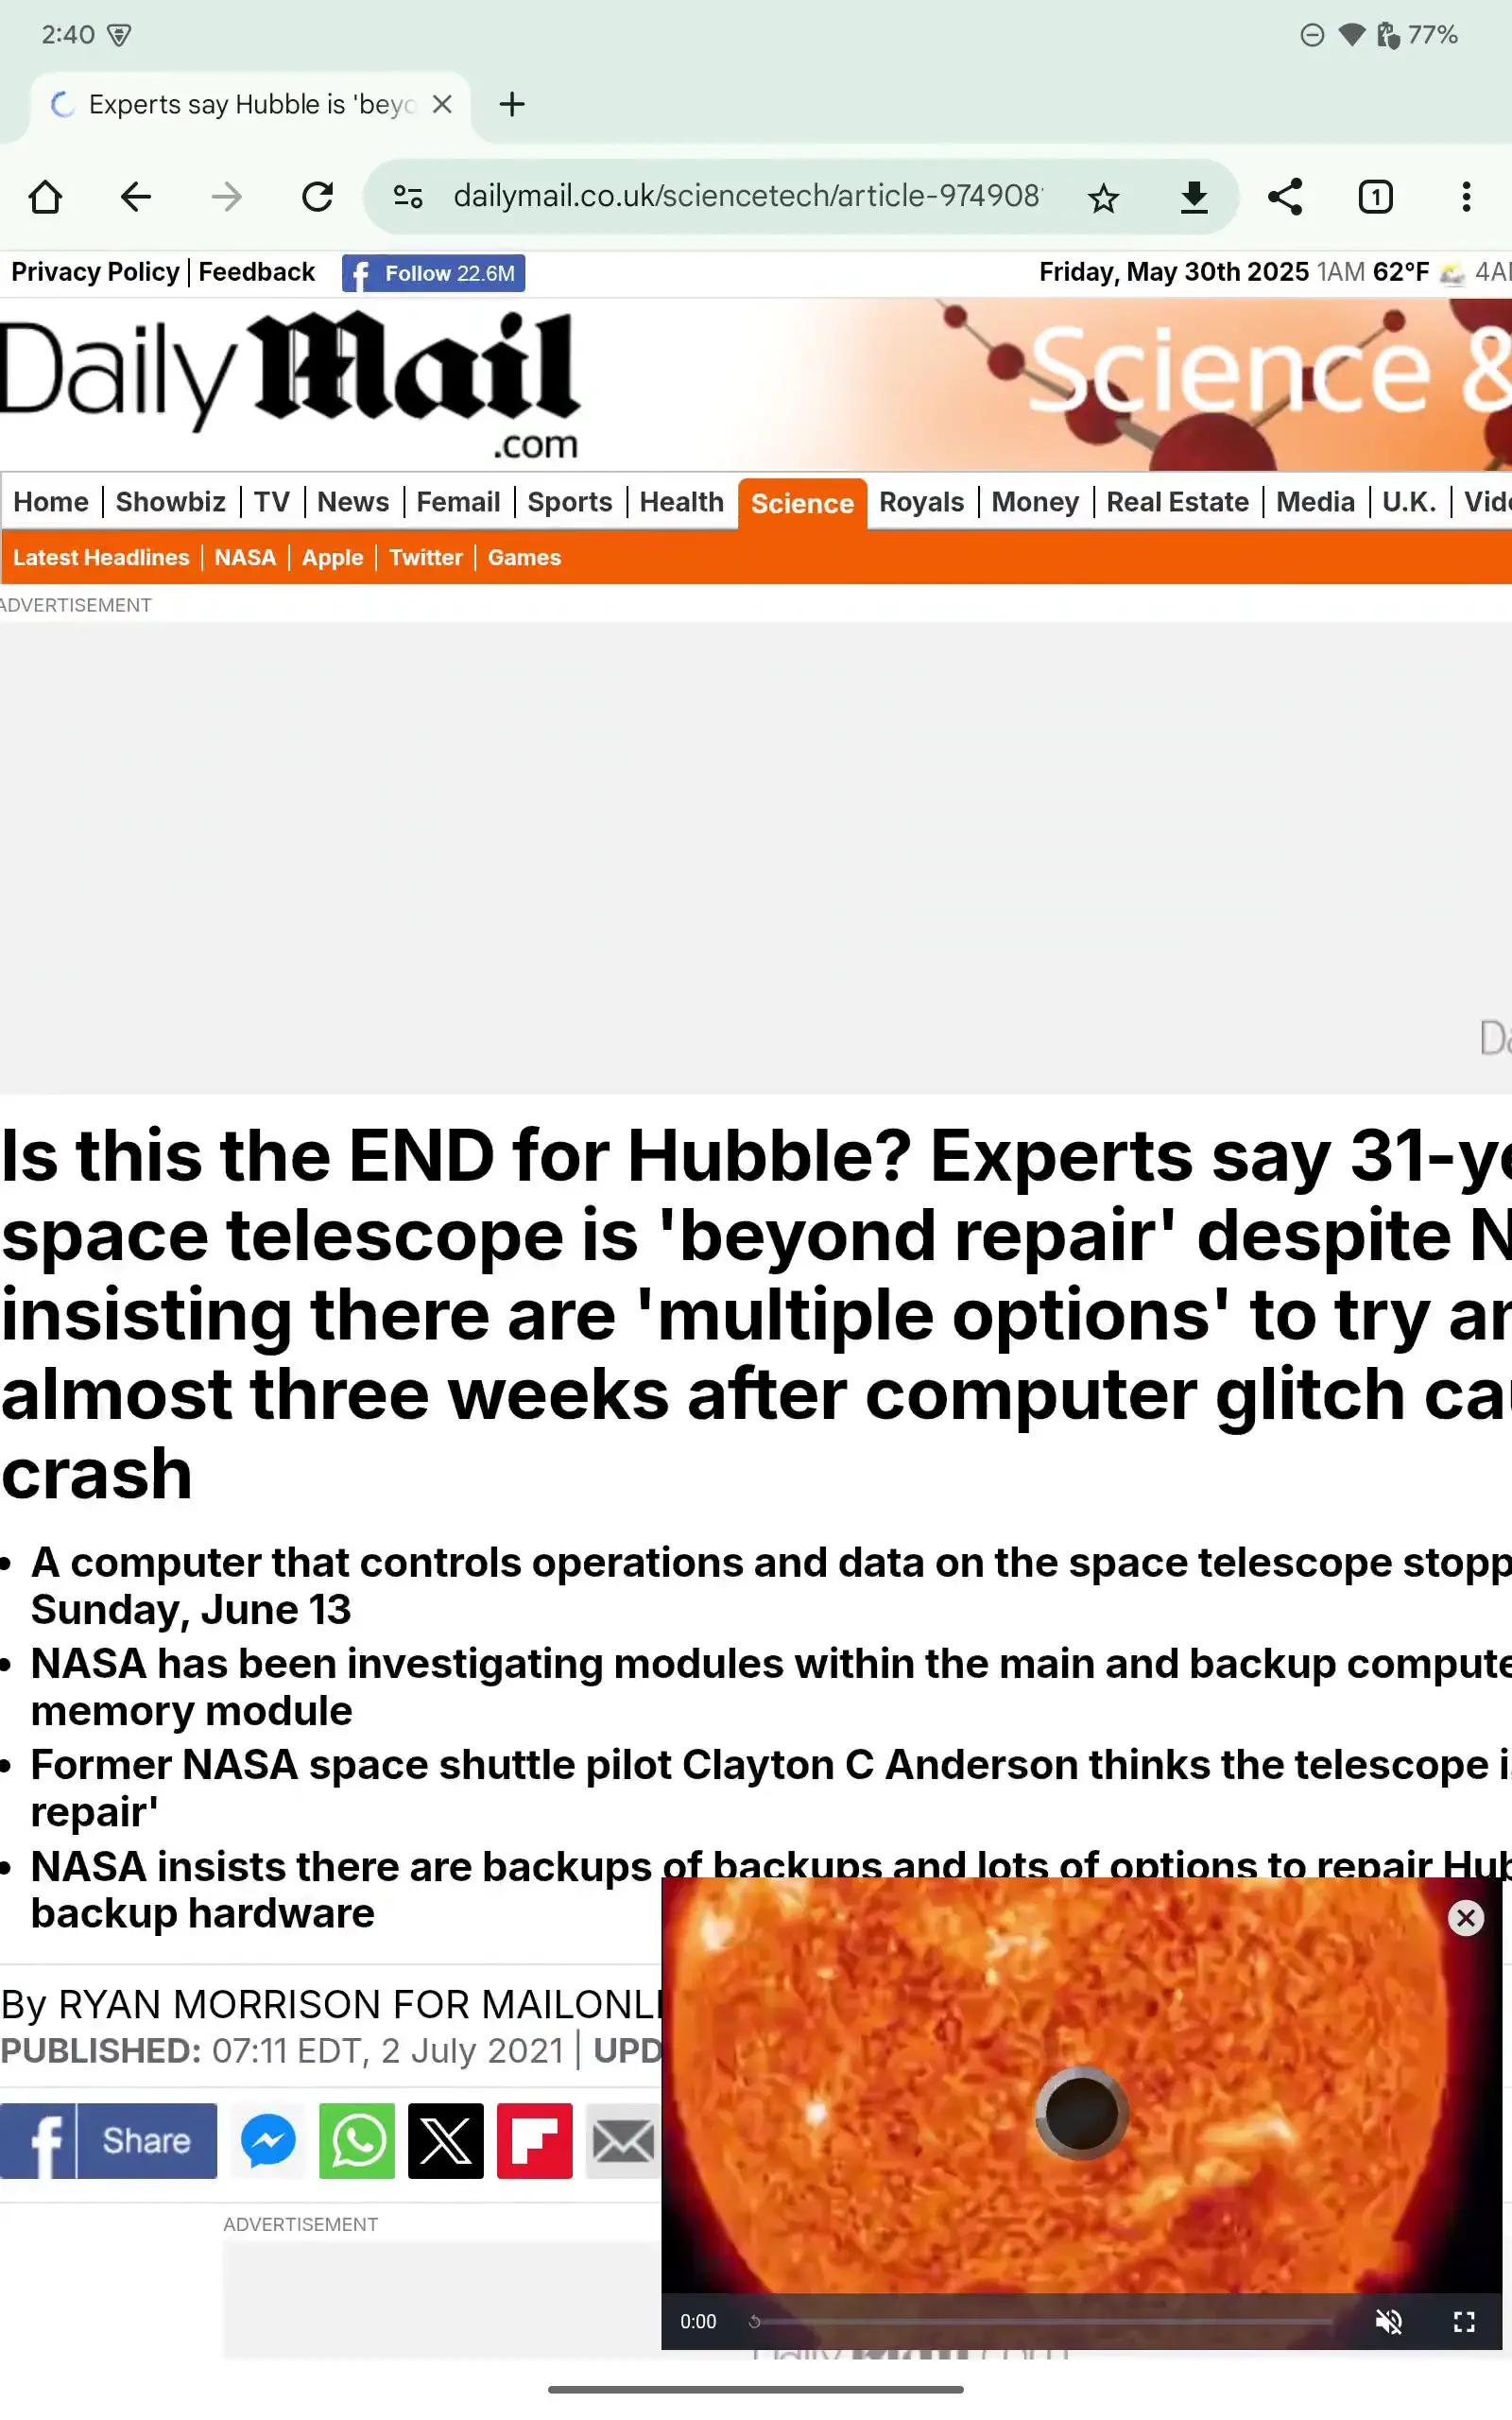 2:40
77%
Experts say Hubble is 'beyo
dailymail.co.uk/sciencetech/article-974908
1
Privacy Policy | Feedback
f Follow 22.6M
Friday, May 30th 2025 1AM 62°F
Daily Mail
.com
Science &
Home | Showbiz | TV | News | Femail | Sports | Health | Science | Royals | Money | Real Estate | Media | U.K. |
Latest Headlines | NASA | Apple | Twitter | Games
ADVERTISEMENT
Is this the END for Hubble? Experts say 31-ye
space telescope is 'beyond repair' despite N
insisting there are 'multiple options' to try an
almost three weeks after computer glitch cau
crash
• A computer that controls operations and data on the space telescope stopp
Sunday, June 13
• NASA has been investigating modules within the main and backup compute
memory module
• Former NASA space shuttle pilot Clayton C Anderson thinks the telescope i
repair'
• NASA insists there are backups of backups and lots of options to repair Hub
backup hardware
By RYAN MORRISON FOR MAILONLI
PUBLISHED: 07:11 EDT, 2 July 2021 | UPD
f Share
ADVERTISEMENT
0:00